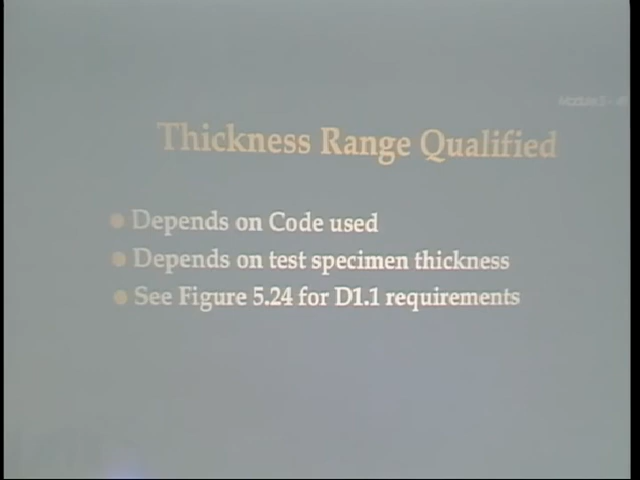 Thickness Range Qualified
Depends on Code used
Depends on test specimen thickness
See Figure 5.24 for D1.1 requirements